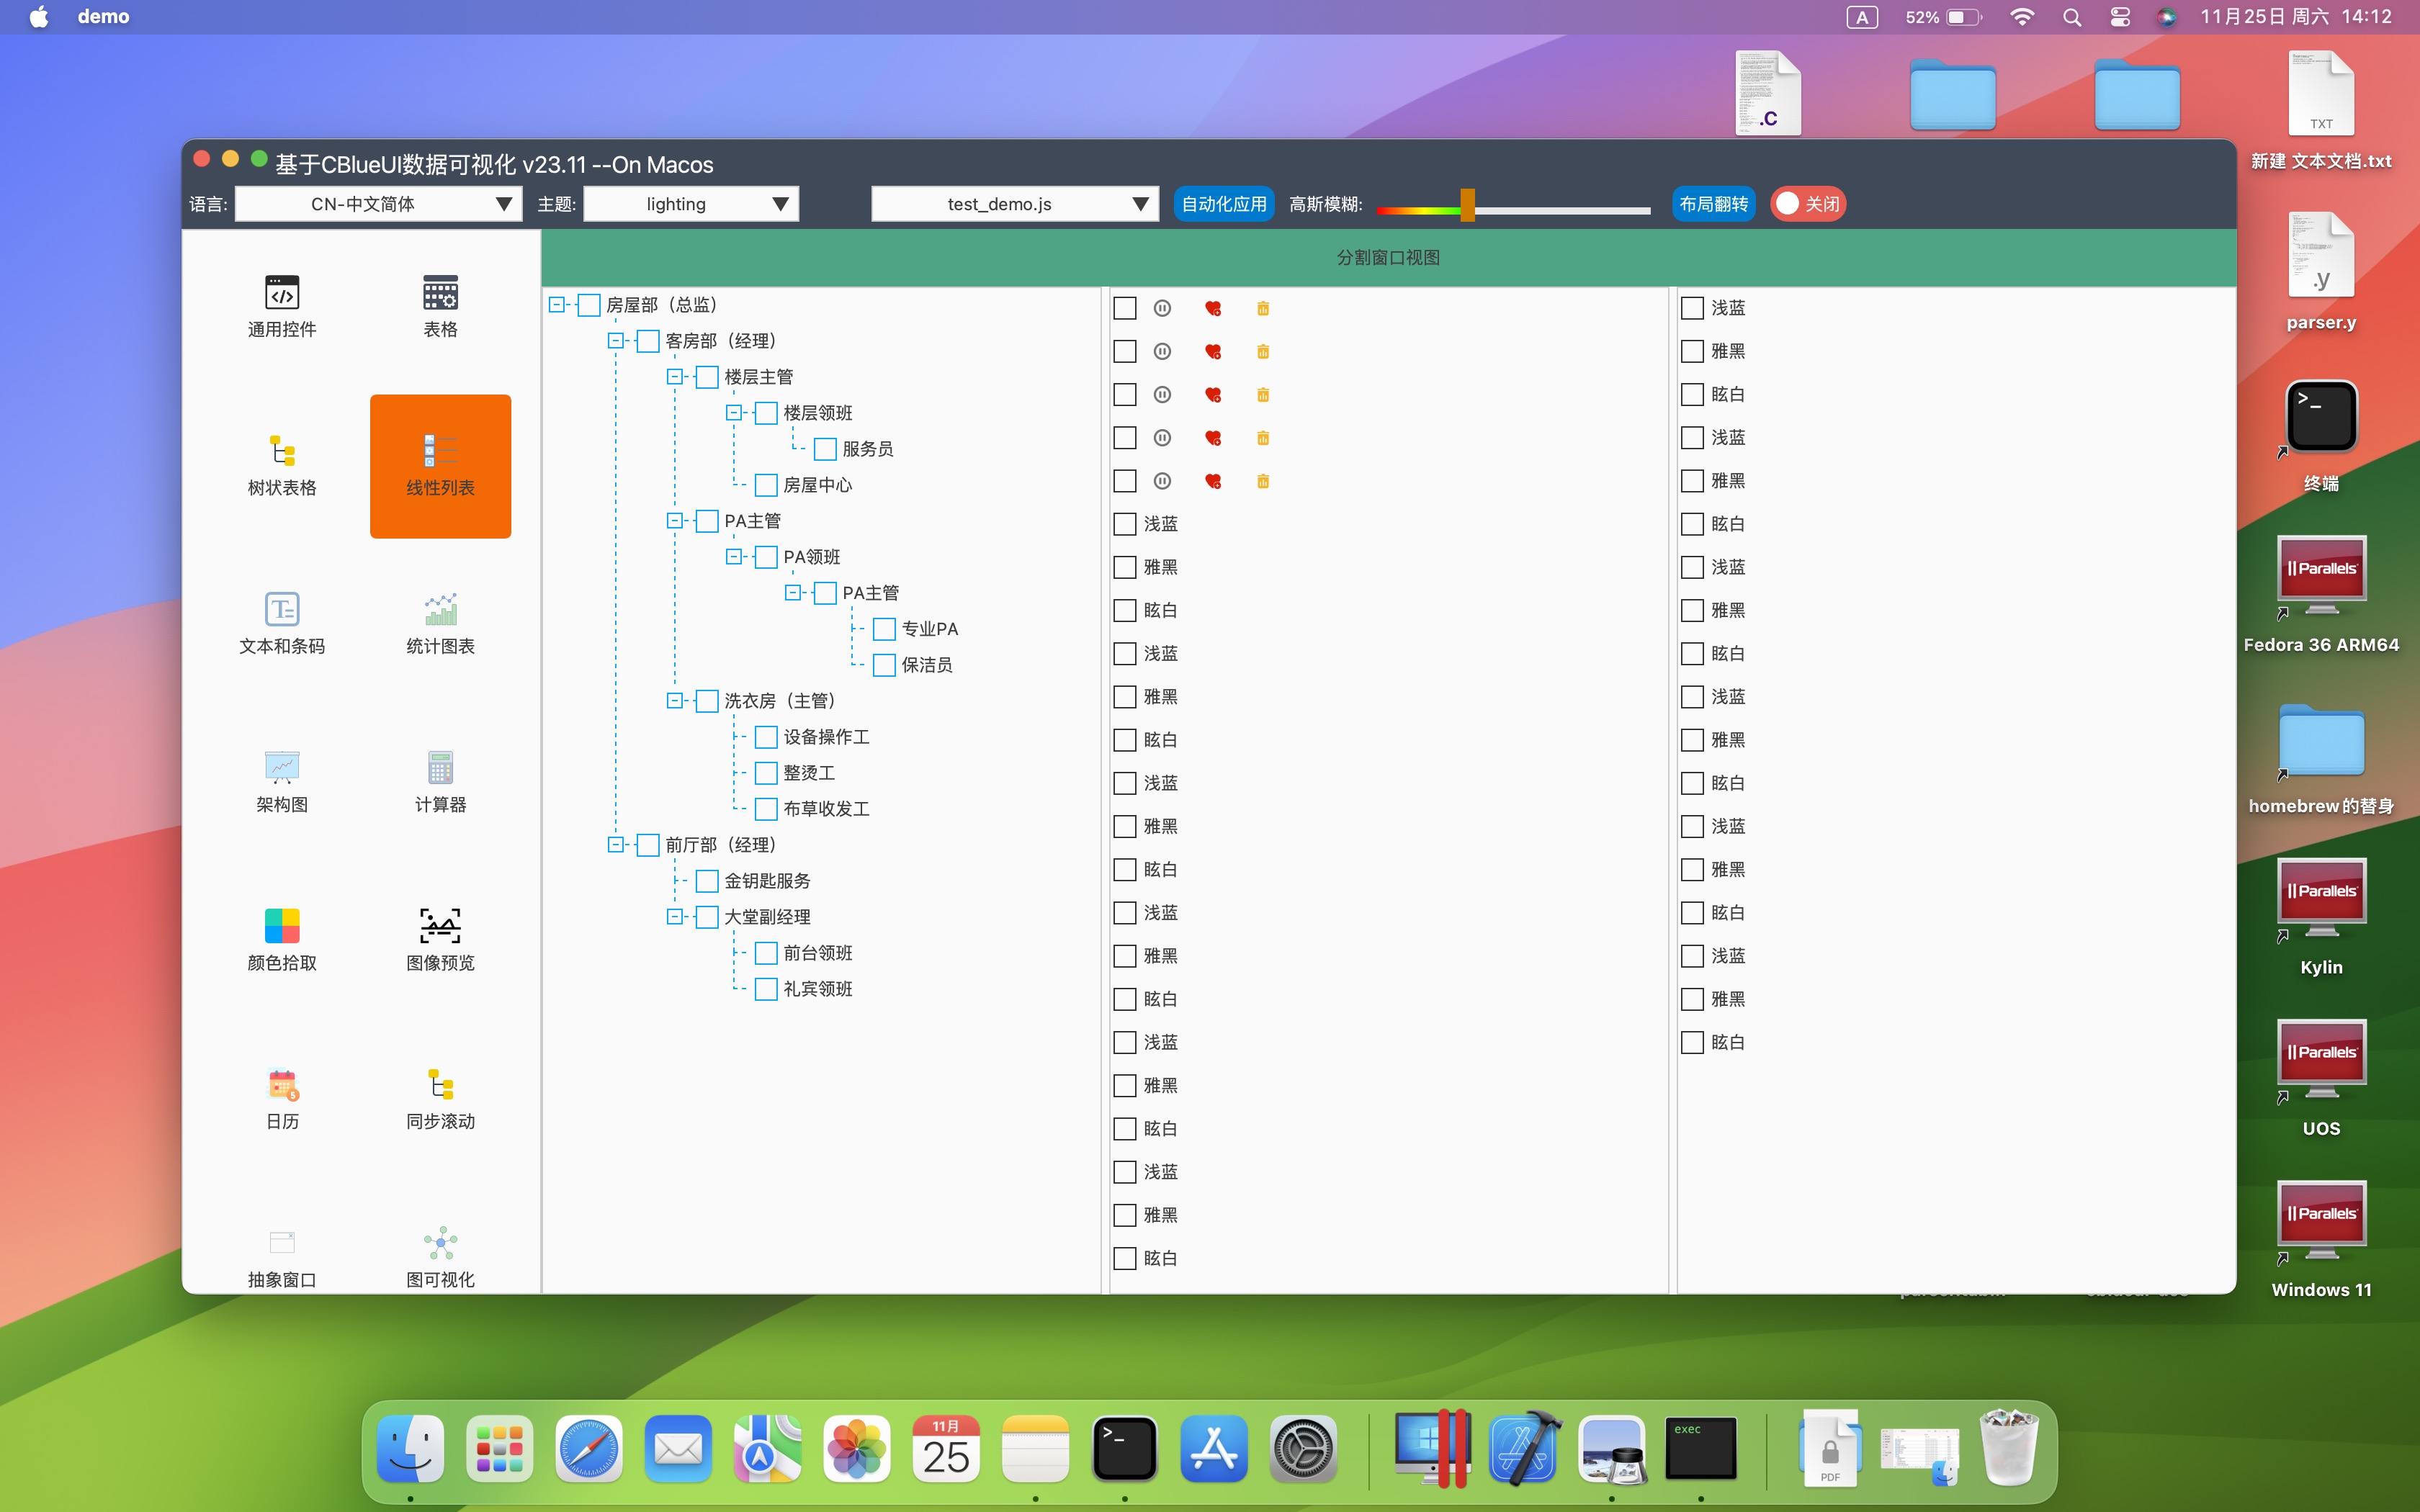 demo
A
52%
11月25日 周六 14:12
.C
TXT
新建 文本文档.txt
基于CBlueUI数据可视化 v23.11 --On Macos
语言: CN-中文简体 主题: lighting test_demo.js 自动化应用 高斯模糊: 布局翻转 关闭
分割窗口视图
通用控件 表格
树状表格 线性列表
文本和条码 统计图表
架构图 计算器
颜色拾取 图像预览
日历 同步滚动
抽象窗口 图可视化
房屋部（总监）
客房部（经理）
楼层主管
楼层领班
服务员
房屋中心
PA主管
PA领班
PA主管
专业PA
保洁员
洗衣房（主管）
设备操作工
整烫工
布草收发工
前厅部（经理）
金钥匙服务
大堂副经理
前台领班
礼宾领班
浅蓝
雅黑
眩白
浅蓝
雅黑
眩白
浅蓝
雅黑
眩白
浅蓝
雅黑
眩白
浅蓝
雅黑
眩白
浅蓝
雅黑
眩白
浅蓝
雅黑
眩白
浅蓝
雅黑
眩白
浅蓝
雅黑
眩白
浅蓝
雅黑
眩白
浅蓝
雅黑
眩白
浅蓝
雅黑
眩白
.y
parser.y
>_
终端
Parallels
Fedora 36 ARM64
homebrew的替身
Parallels
Kylin
Parallels
UOS
Parallels
Windows 11
11月
25
>_
exec
PDF